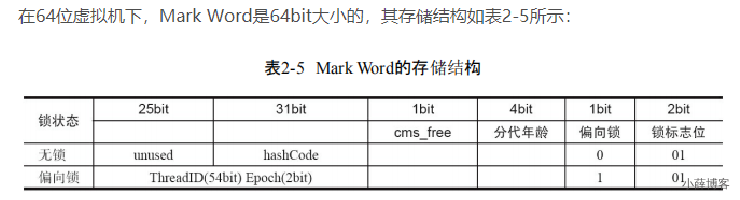 在64位虚拟机下，Mark Word是64bit大小的，其存储结构如表2-5所示：
表2-5 Mark Word的存储结构
锁状态 25bit 31bit 1bit 4bit 1bit 2bit
cms_free 分代年龄 偏向锁 锁标志位
无锁 unused hashCode 0 01
偏向锁 ThreadID(54bit) Epoch(2bit) 1 01
小薛博客